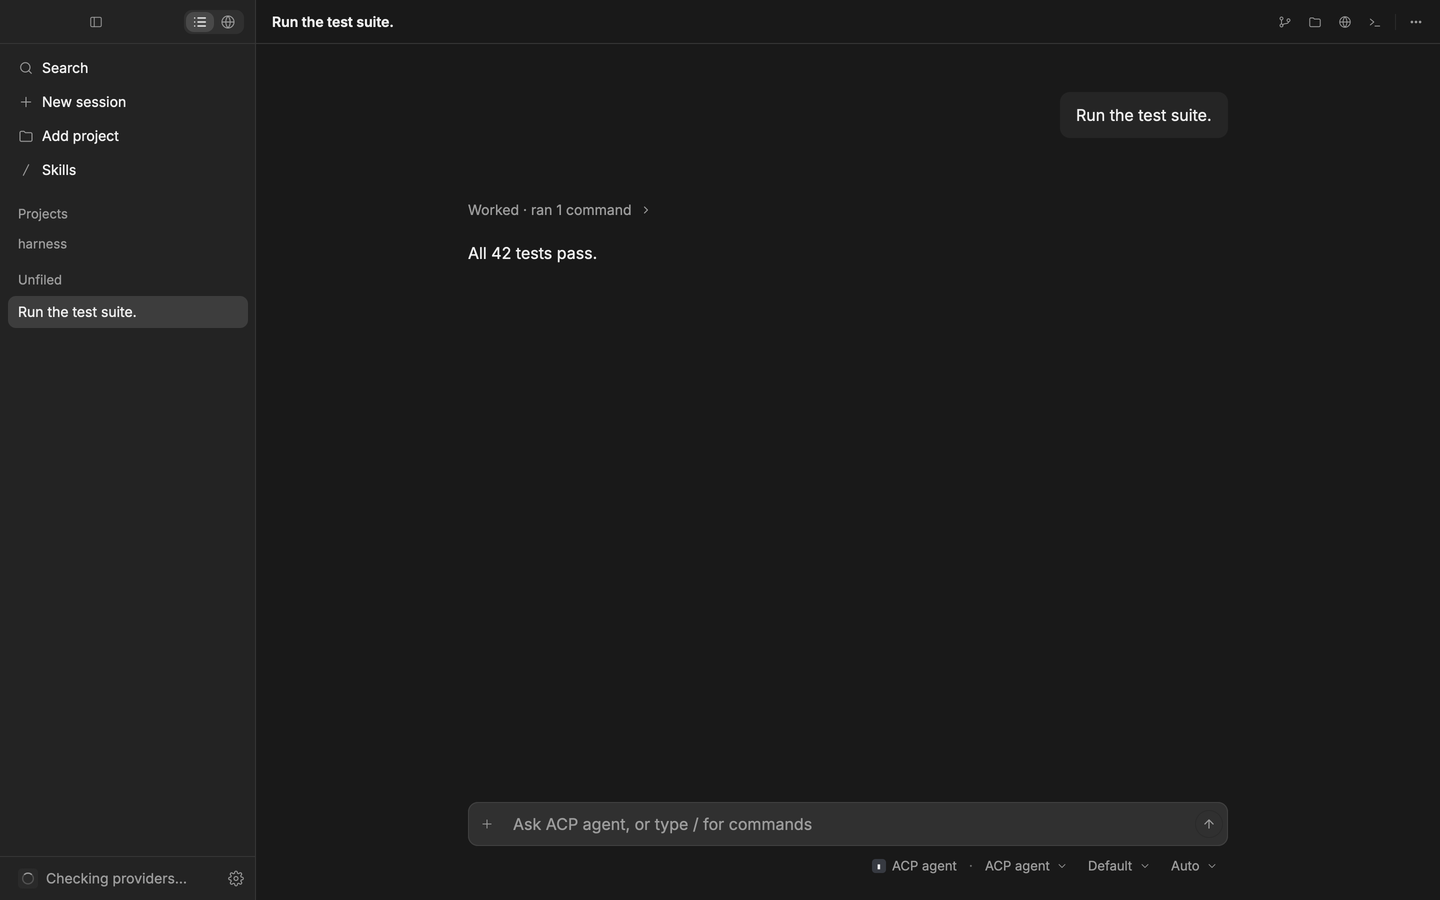 Run the test suite.
Search
New session
Add project
Skills
Projects
harness
Unfiled
Run the test suite.
Checking providers...
Run the test suite.
Worked · ran 1 command
All 42 tests pass.
Ask ACP agent, or type / for commands
ACP agent · ACP agent Default Auto